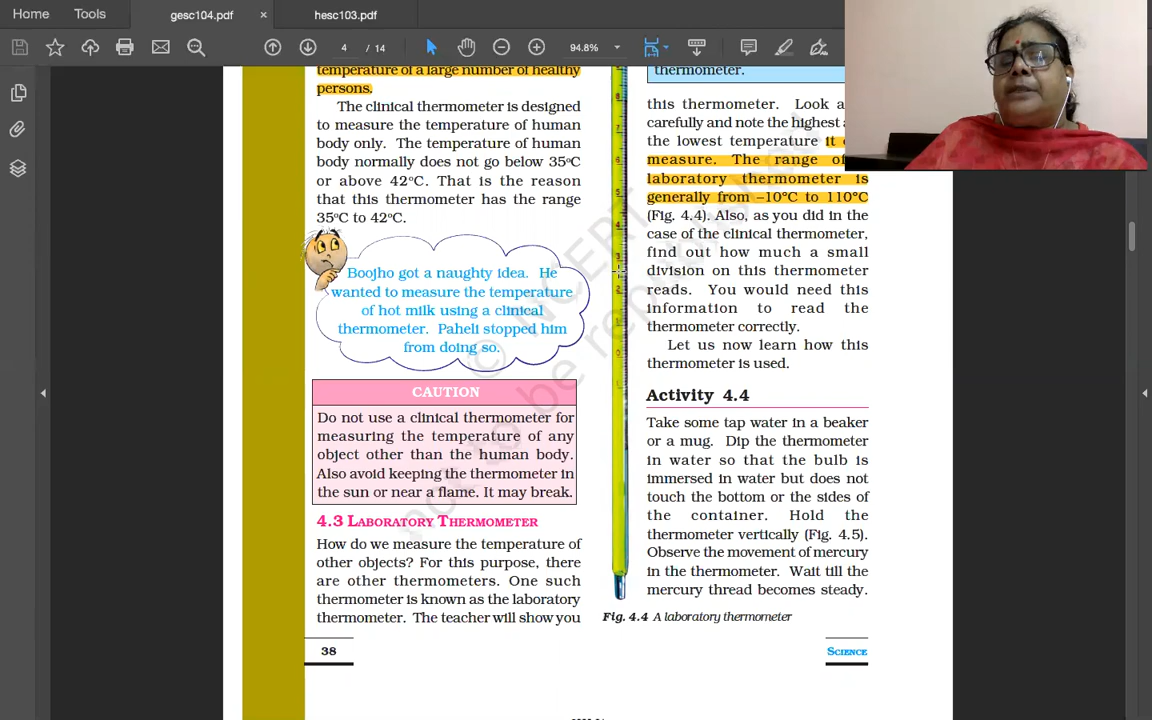 Home
Tools
gesc104.pdf
hesc103.pdf
4 / 14
94.8%
temperature of a large number of healthy
persons.
The clinical thermometer is designed
to measure the temperature of human
body only. The temperature of human
body normally does not go below 35°C
or above 42°C. That is the reason
that this thermometer has the range
35°C to 42°C.
Boojho got a naughty idea. He
wanted to measure the temperature
of hot milk using a clinical
thermometer. Paheli stopped him
from doing so.
CAUTION
Do not use a clinical thermometer for
measuring the temperature of any
object other than the human body.
Also avoid keeping the thermometer in
the sun or near a flame. It may break.
4.3 LABORATORY THERMOMETER
How do we measure the temperature of
other objects? For this purpose, there
are other thermometers. One such
thermometer is known as the laboratory
thermometer. The teacher will show you
thermometer.
this thermometer. Look
carefully and note the highest
the lowest temperature it
measure. The range of
laboratory thermometer is
generally from –10°C to 110°C
(Fig. 4.4). Also, as you did in the
case of the clinical thermometer,
find out how much a small
division on this thermometer
reads. You would need this
information to read the
thermometer correctly.
Let us now learn how this
thermometer is used.
Activity 4.4
Take some tap water in a beaker
or a mug. Dip the thermometer
in water so that the bulb is
immersed in water but does not
touch the bottom or the sides of
the container. Hold the
thermometer vertically (Fig. 4.5).
Observe the movement of mercury
in the thermometer. Wait till the
mercury thread becomes steady.
Fig. 4.4 A laboratory thermometer
38
SCIENCE
© NCERT
not to be republished